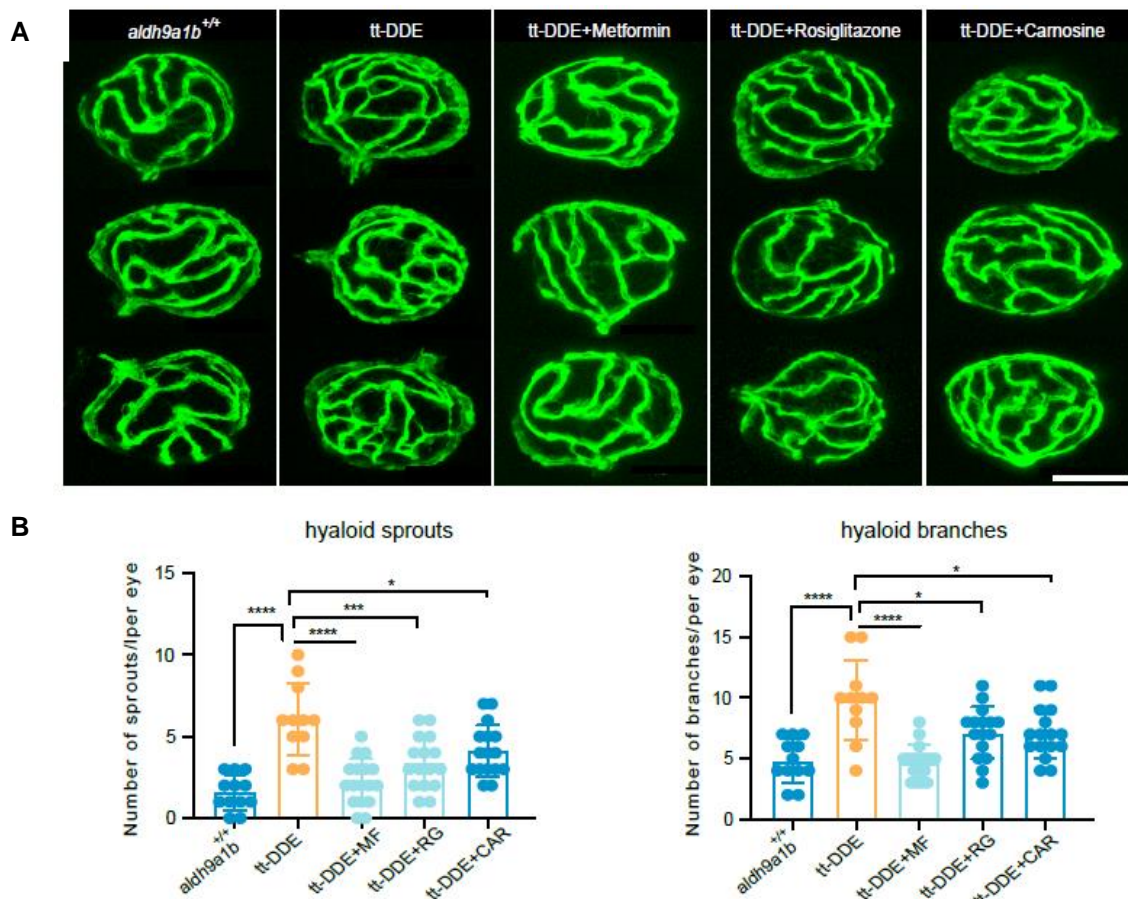 A
aldh9a1b+/+
tt-DDE
tt-DDE+Metformin
tt-DDE+Rosiglitazone
tt-DDE+Carnosine
B
hyaloid sprouts
Number of sprouts/lper eye
15
10
5
0
****
****
***
*
aldh9a1b+/+
tt-DDE
tt-DDE+MF
tt-DDE+RG
tt-DDE+CAR
hyaloid branches
Number of branches/per eye
20
15
10
5
0
****
****
*
*
aldh9a1b+/+
tt-DDE
tt-DDE+MF
tt-DDE+RG
tt-DDE+CAR